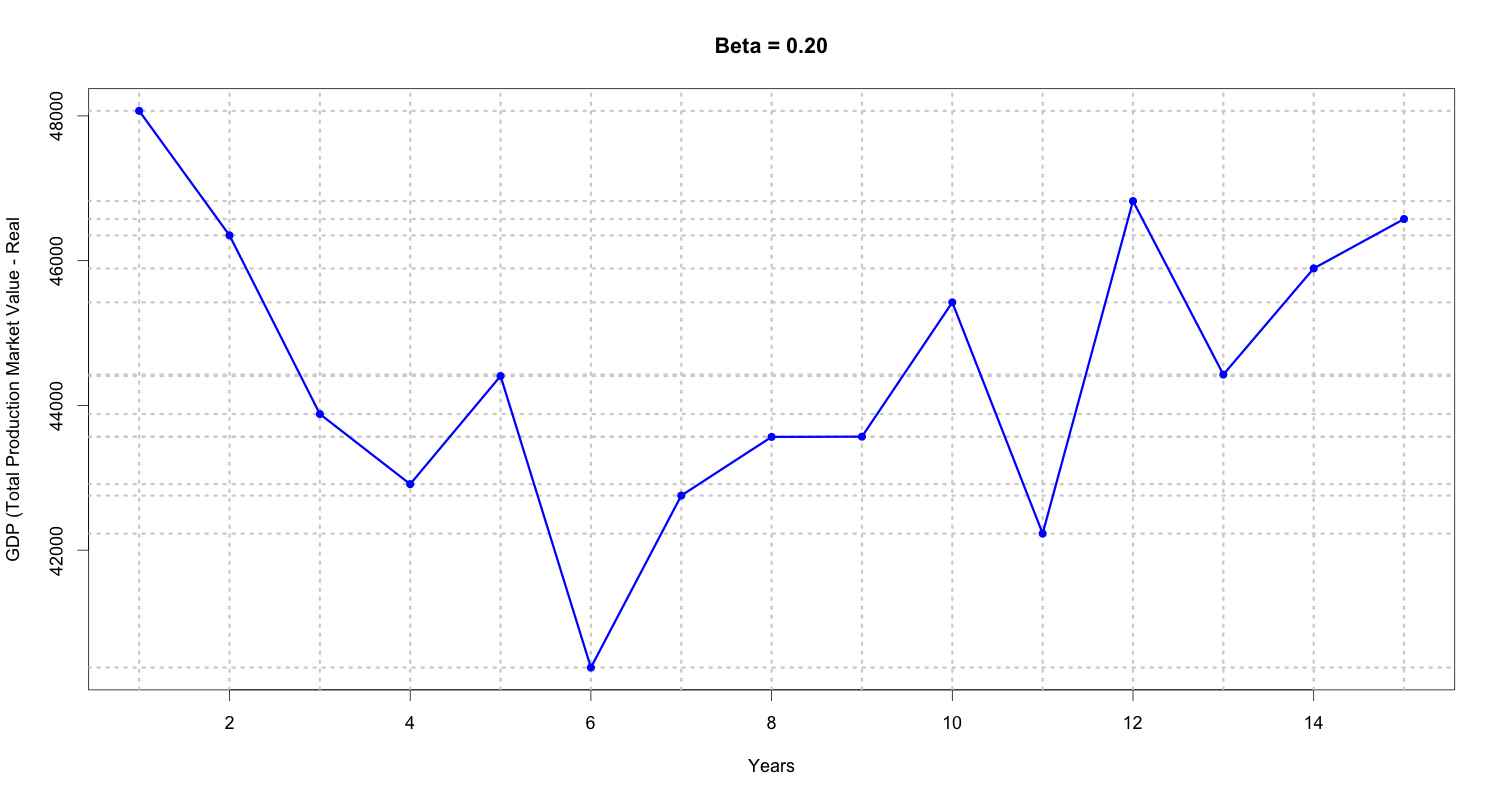 Beta = 0.20
GDP (Total Production Market Value - Real
48000
46000
44000
42000
2 4 6 8 10 12 14
Years